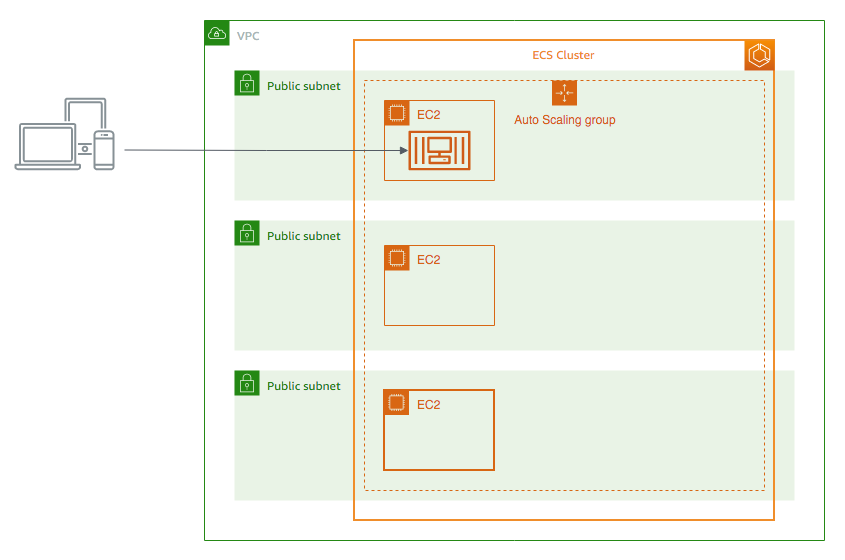 VPC
ECS Cluster
Public subnet
EC2
Auto Scaling group
Public subnet
EC2
Public subnet
EC2